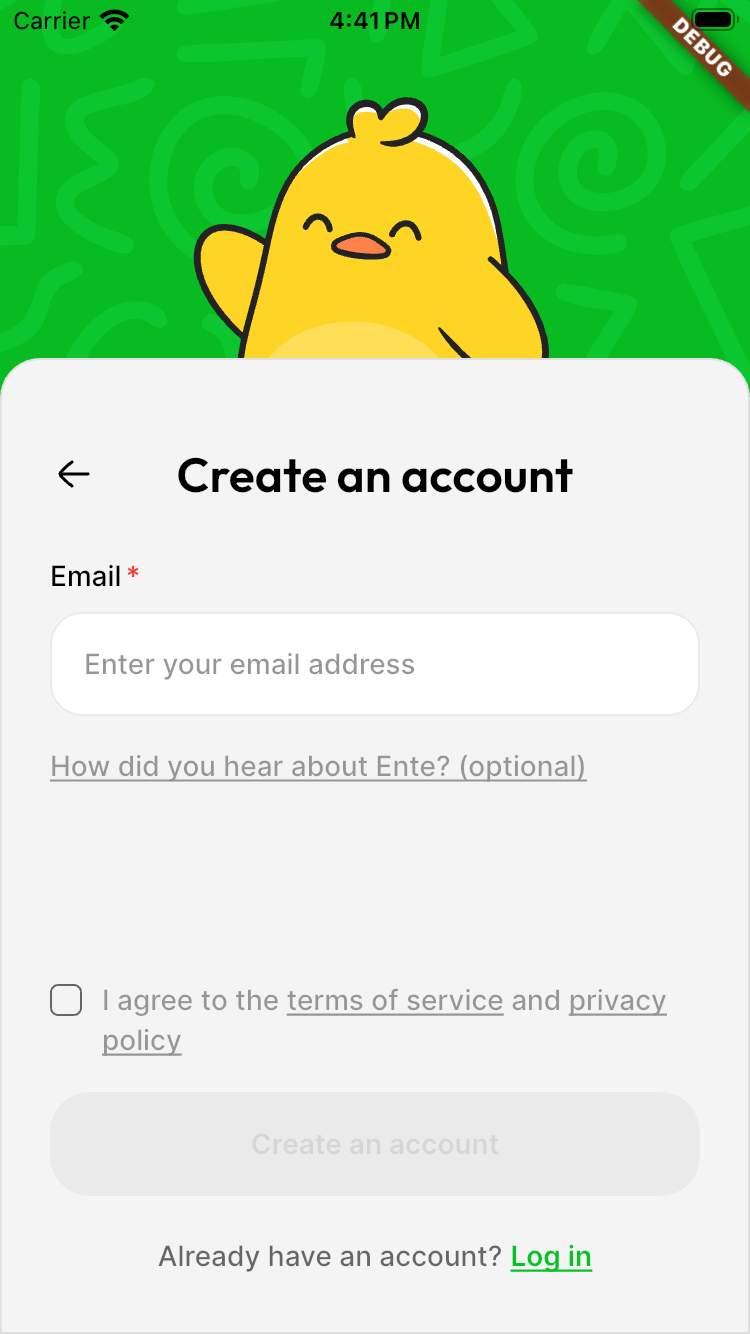 Carrier 4:41 PM
DEBUG
Create an account
Email *
Enter your email address
How did you hear about Ente? (optional)
I agree to the terms of service and privacy
policy
Create an account
Already have an account? Log in